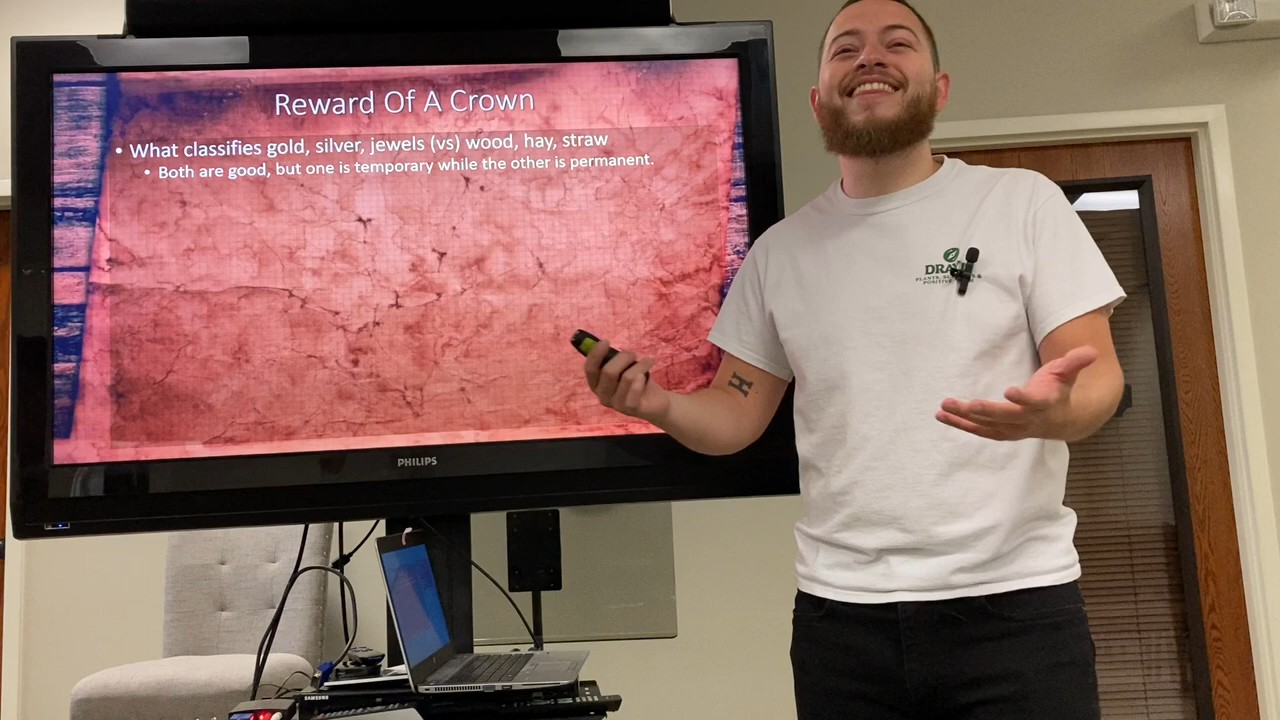 Reward Of A Crown
• What classifies gold, silver, jewels (vs) wood, hay, straw
• Both are good, but one is temporary while the other is permanent.
PHILIPS
H
SAMSUNG